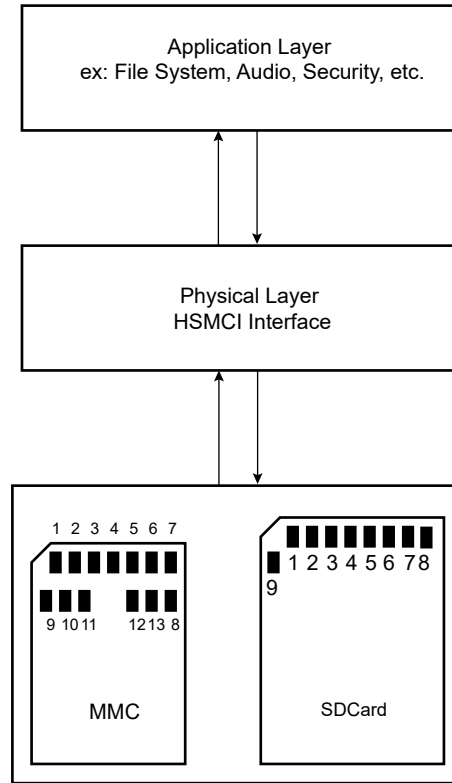 Application Layer
ex: File System, Audio, Security, etc.
Physical Layer
HSMCI Interface
1 2 3 4 5 6 7
9 10 11 12 13 8
MMC
1 2 3 4 5 6 7 8
9
SDCard